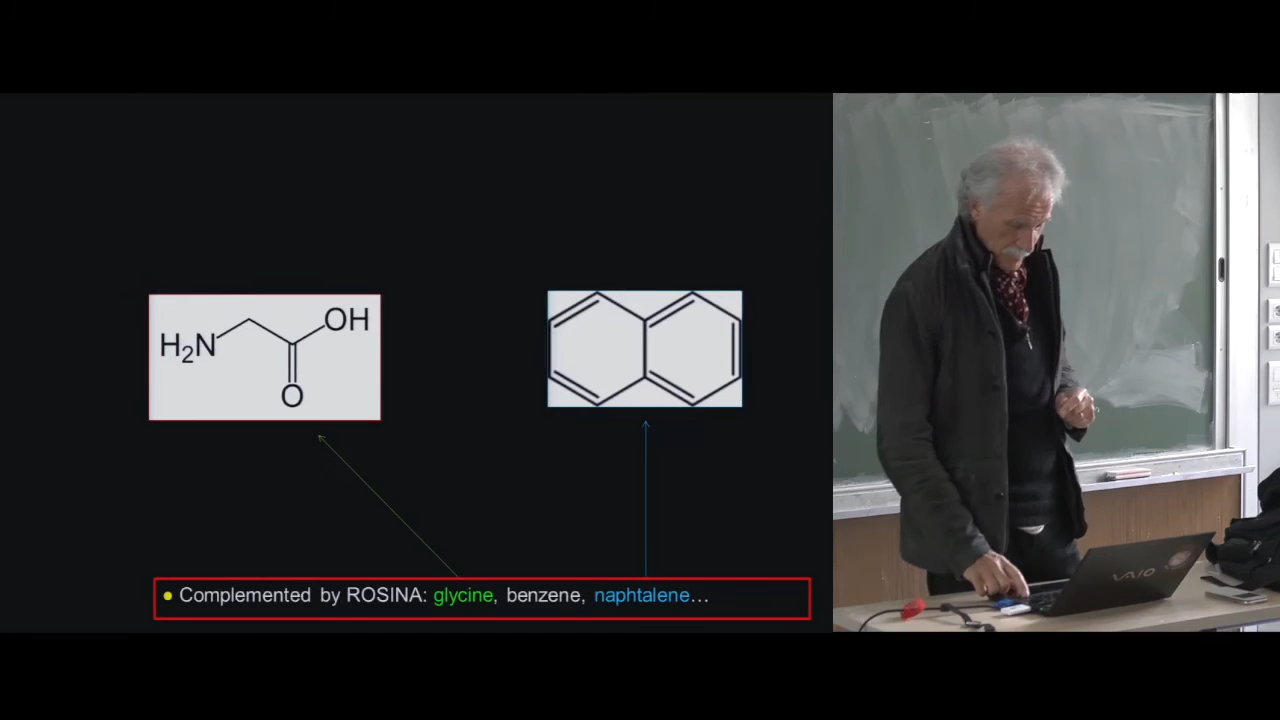 H2N
OH
O
● Complemented by ROSINA: glycine, benzene, naphtalene…
VAIO